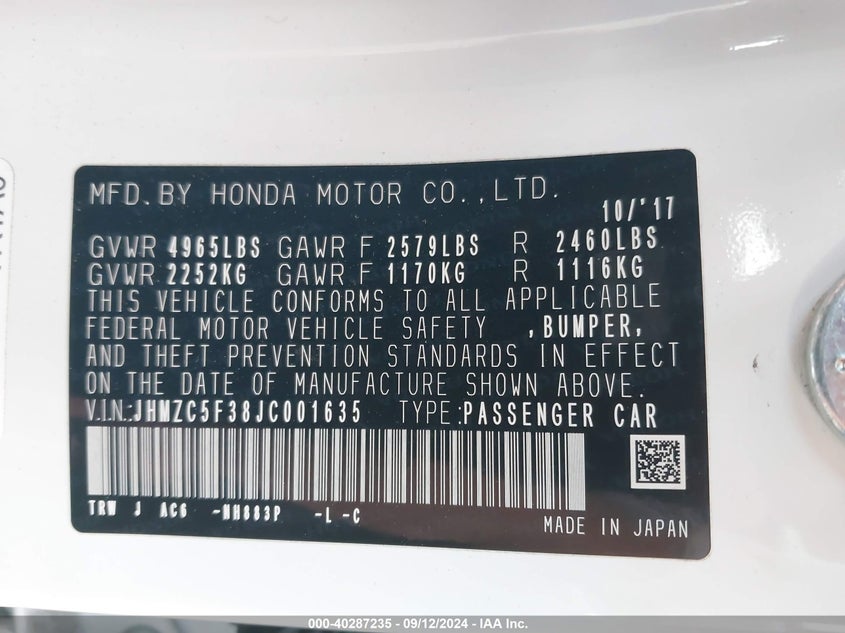 MFD. BY HONDA MOTOR CO., LTD.
10/'17
GVWR 4965LBS GAWR F 2579LBS R 2460LBS
GVWR 2252KG GAWR F 1170KG R 1116KG
THIS VEHICLE CONFORMS TO ALL APPLICABLE
FEDERAL MOTOR VEHICLE SAFETY ,BUMPER,
AND THEFT PREVENTION STANDARDS IN EFFECT
ON THE DATE OF MANUFACTURE SHOWN ABOVE.
V.I.N.:JHMZC5F38JC001635 TYPE:PASSENGER CAR
TRW J AC6 -NH883P -L -C
MADE IN JAPAN
000-40287235 - 09/12/2024 - IAA Inc.